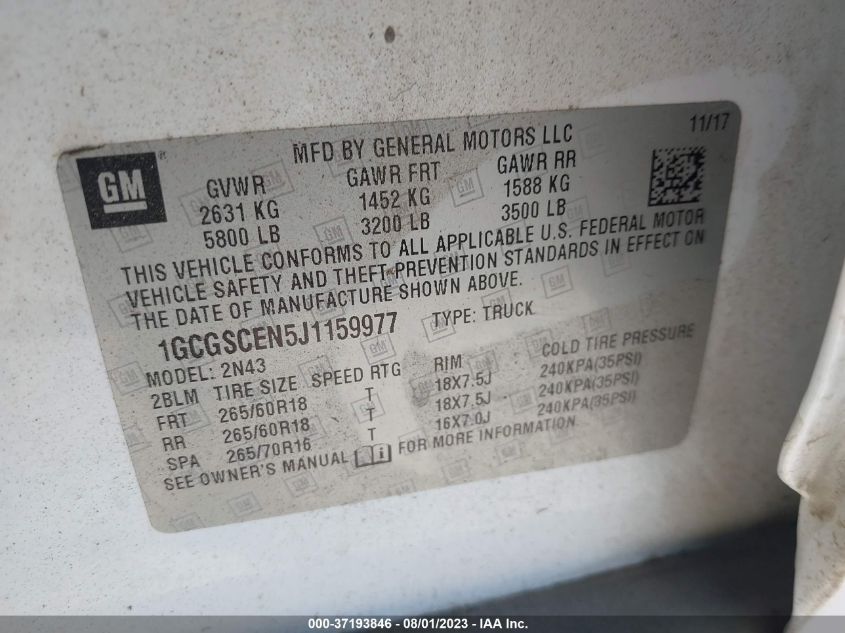 GM
MFD BY GENERAL MOTORS LLC
11/17
GVWR GAWR FRT GAWR RR
2631 KG 1452 KG 1588 KG
5800 LB 3200 LB 3500 LB
THIS VEHICLE CONFORMS TO ALL APPLICABLE U.S. FEDERAL MOTOR
VEHICLE SAFETY AND THEFT PREVENTION STANDARDS IN EFFECT ON
THE DATE OF MANUFACTURE SHOWN ABOVE.
1GCGSCEN5J1159977 TYPE: TRUCK
MODEL: 2N43
2BLM TIRE SIZE SPEED RTG RIM COLD TIRE PRESSURE
FRT 265/60R18 T 18X7.5J 240KPA(35PSI)
RR 265/60R18 T 18X7.5J 240KPA(35PSI)
SPA 265/70R16 T 16X7.0J 240KPA(35PSI)
SEE OWNER'S MANUAL FOR MORE INFORMATION.
000-37193846 - 08/01/2023 - IAA Inc.